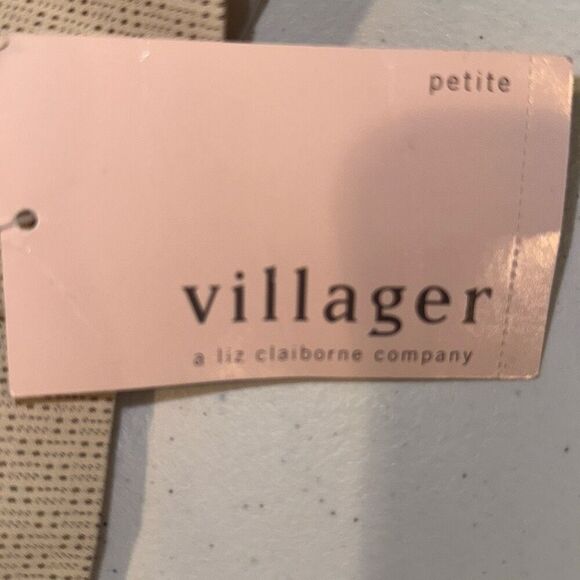 petite
villager
a liz claiborne company